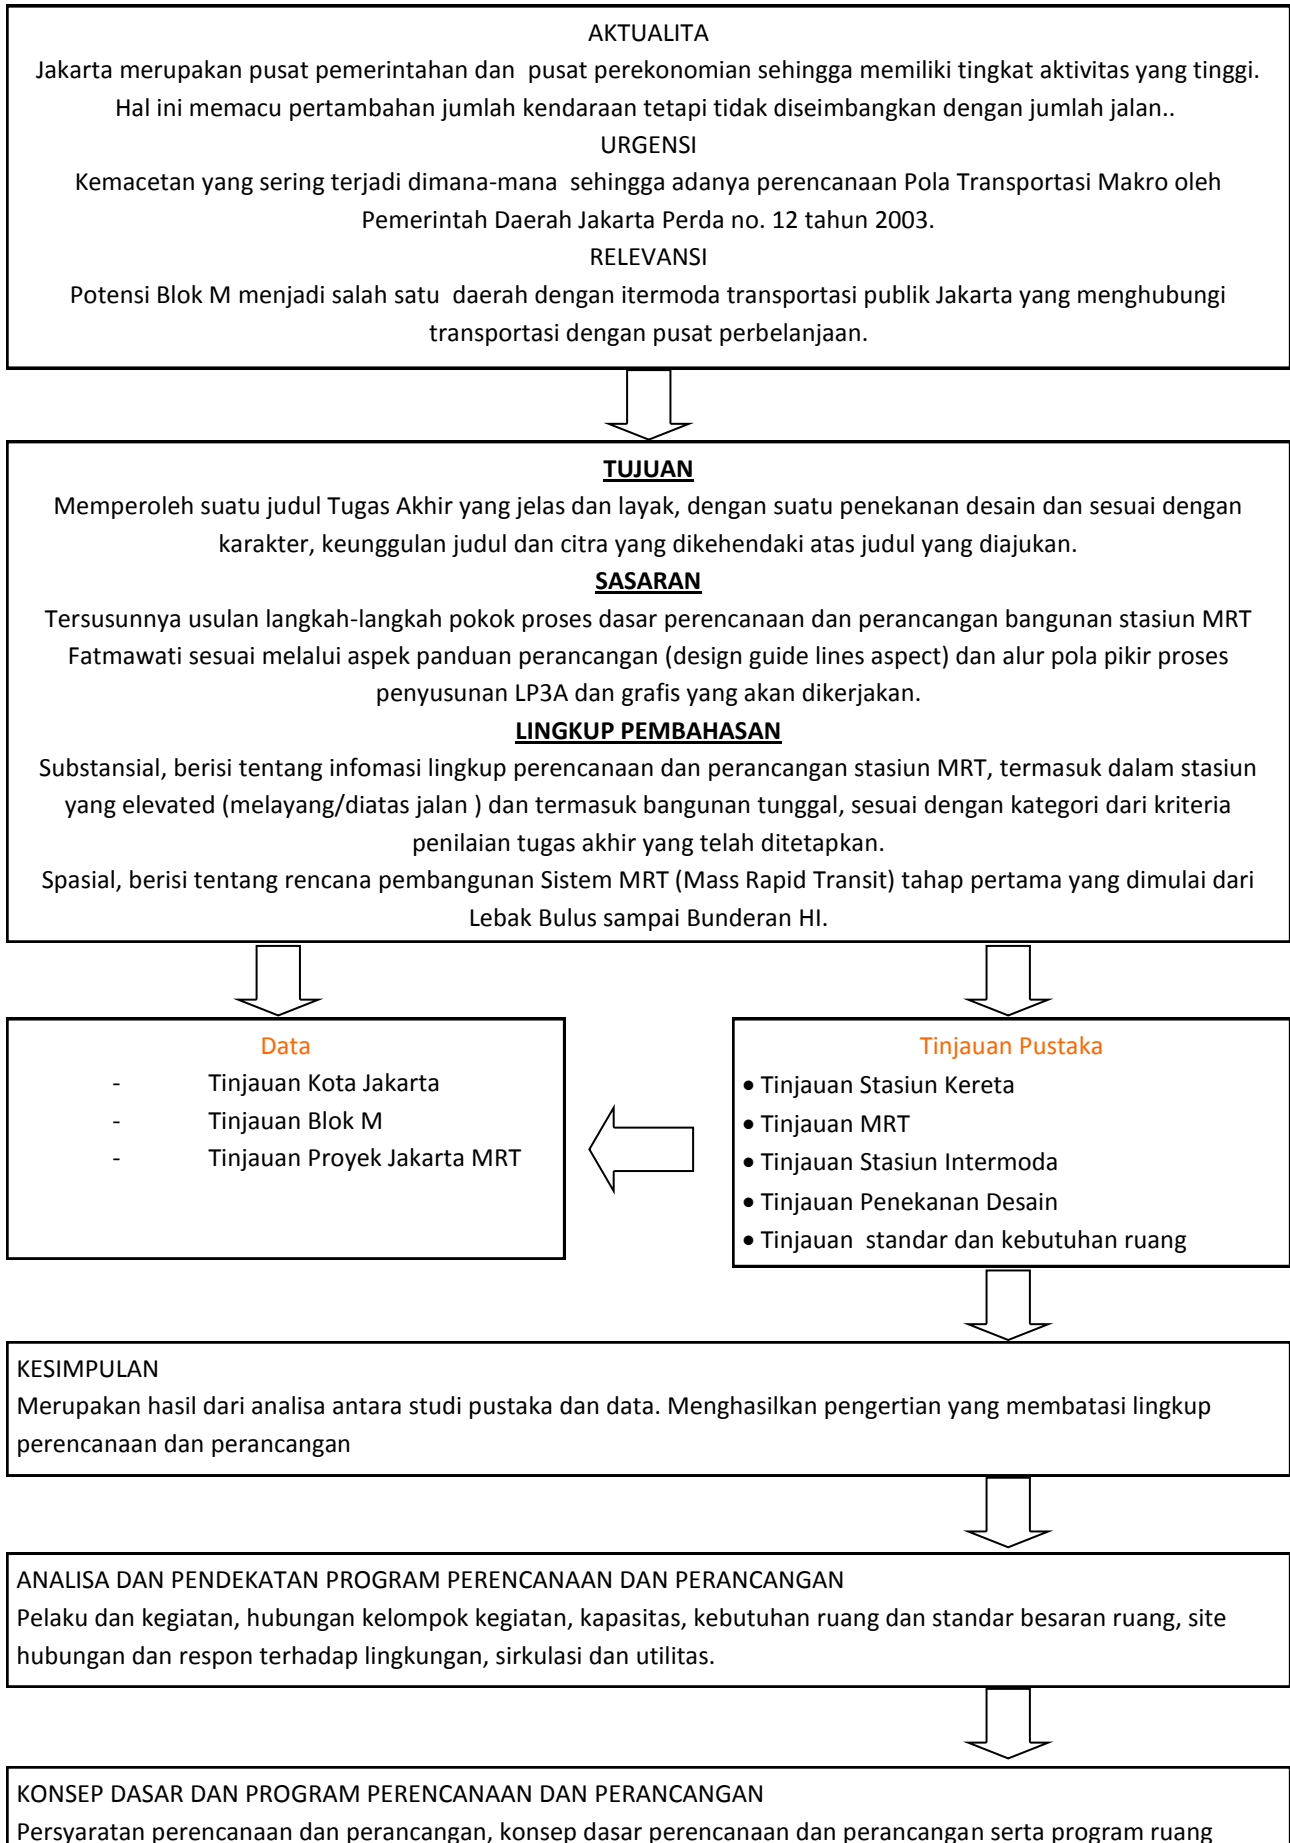 AKTUALITA
Jakarta merupakan pusat pemerintahan dan pusat perekonomian sehingga memiliki tingkat aktivitas yang tinggi.
Hal ini memacu pertambahan jumlah kendaraan tetapi tidak diseimbangkan dengan jumlah jalan..
URGENSI
Kemacetan yang sering terjadi dimana-mana sehingga adanya perencanaan Pola Transportasi Makro oleh
Pemerintah Daerah Jakarta Perda no. 12 tahun 2003.
RELEVANSI
Potensi Blok M menjadi salah satu daerah dengan itermoda transportasi publik Jakarta yang menghubungi
transportasi dengan pusat perbelanjaan.
TUJUAN
Memperoleh suatu judul Tugas Akhir yang jelas dan layak, dengan suatu penekanan desain dan sesuai dengan
karakter, keunggulan judul dan citra yang dikehendaki atas judul yang diajukan.
SASARAN
Tersusunnya usulan langkah-langkah pokok proses dasar perencanaan dan perancangan bangunan stasiun MRT
Fatmawati sesuai melalui aspek panduan perancangan (design guide lines aspect) dan alur pola pikir proses
penyusunan LP3A dan grafis yang akan dikerjakan.
LINGKUP PEMBAHASAN
Substansial, berisi tentang infomasi lingkup perencanaan dan perancangan stasiun MRT, termasuk dalam stasiun
yang elevated (melayang/diatas jalan ) dan termasuk bangunan tunggal, sesuai dengan kategori dari kriteria
penilaian tugas akhir yang telah ditetapkan.
Spasial, berisi tentang rencana pembangunan Sistem MRT (Mass Rapid Transit) tahap pertama yang dimulai dari
Lebak Bulus sampai Bunderan HI.
Data
- Tinjauan Kota Jakarta
- Tinjauan Blok M
- Tinjauan Proyek Jakarta MRT
Tinjauan Pustaka
• Tinjauan Stasiun Kereta
• Tinjauan MRT
• Tinjauan Stasiun Intermoda
• Tinjauan Penekanan Desain
• Tinjauan standar dan kebutuhan ruang
KESIMPULAN
Merupakan hasil dari analisa antara studi pustaka dan data. Menghasilkan pengertian yang membatasi lingkup
perencanaan dan perancangan
ANALISA DAN PENDEKATAN PROGRAM PERENCANAAN DAN PERANCANGAN
Pelaku dan kegiatan, hubungan kelompok kegiatan, kapasitas, kebutuhan ruang dan standar besaran ruang, site
hubungan dan respon terhadap lingkungan, sirkulasi dan utilitas.
KONSEP DASAR DAN PROGRAM PERENCANAAN DAN PERANCANGAN
Persyaratan perencanaan dan perancangan, konsep dasar perencanaan dan perancangan serta program ruang